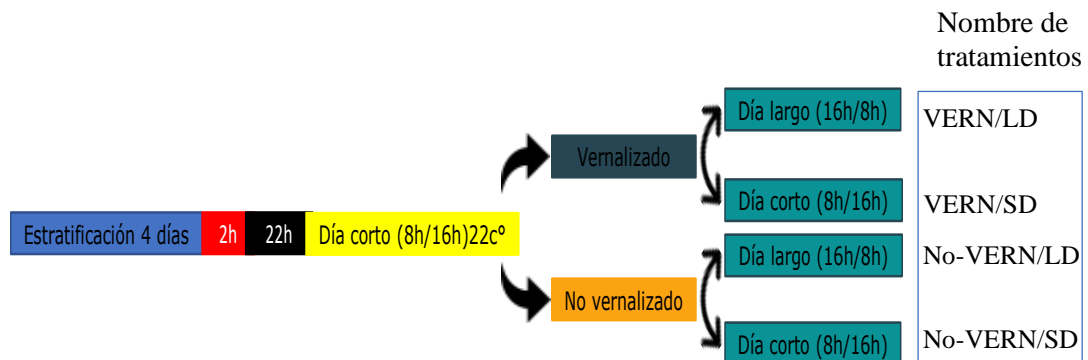 Nombre de
tratamientos
Día largo (16h/8h)
VERN/LD
Vernalizado
Día corto (8h/16h)
VERN/SD
Estratificación 4 días
2h
22h
Día corto (8h/16h)22cº
Día largo (16h/8h)
No-VERN/LD
No vernalizado
Día corto (8h/16h)
No-VERN/SD